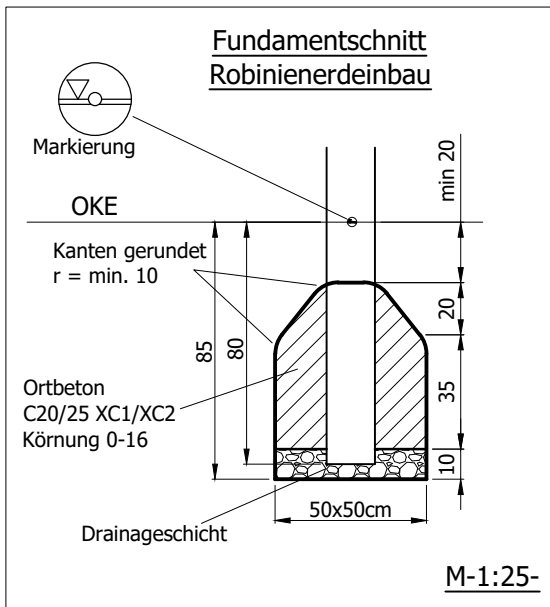 Fundamentschnitt
Robinienerdeinbau
Markierung
min 20
OKE
Kanten gerundet
r = min. 10
20
85
80
35
Ortbeton
C20/25 XC1/XC2
Körnung 0-16
10
50x50cm
Drainageschicht
M-1:25-